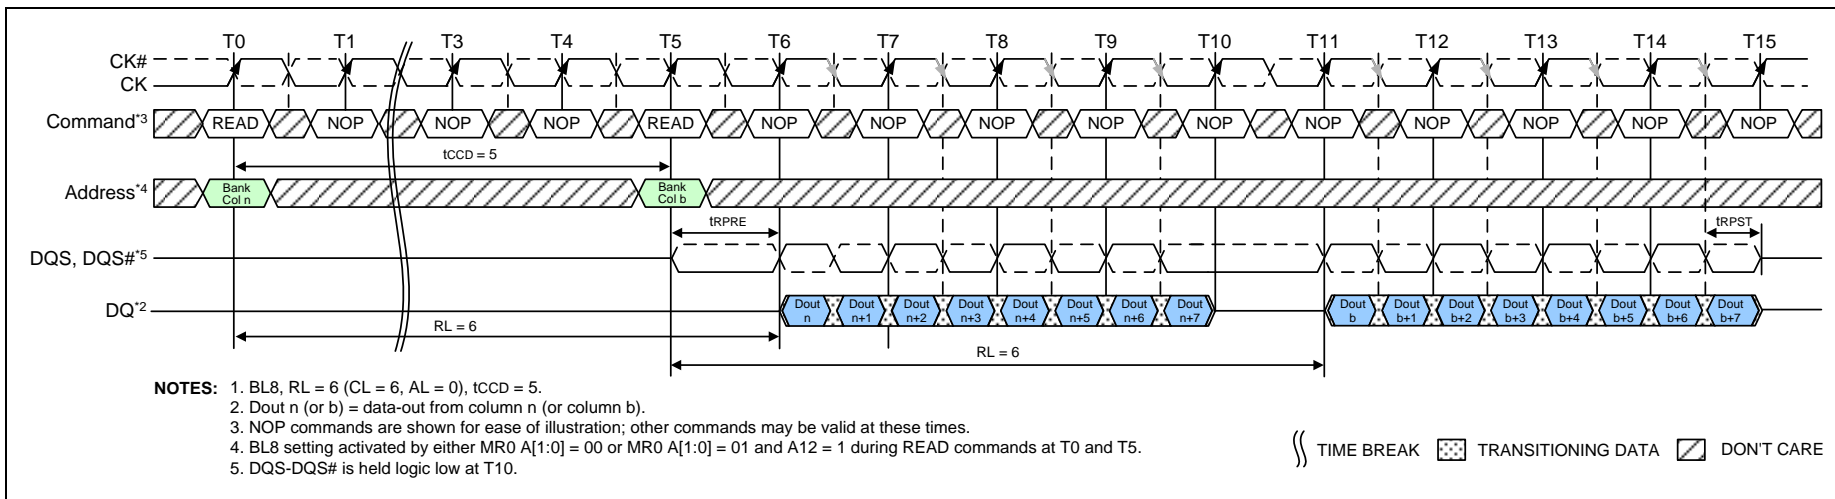 T0 T1 T3 T4 T5 T6 T7 T8 T9 T10 T11 T12 T13 T14 T15
CK#
CK
Command*3 READ NOP NOP NOP READ NOP NOP NOP NOP NOP NOP NOP NOP NOP NOP
tCCD = 5
Address*4 Bank Col n Bank Col b
tRPRE tRPST
DQS, DQS#*5
DQ*2 Dout n Dout n+1 Dout n+2 Dout n+3 Dout n+4 Dout n+5 Dout n+6 Dout n+7 Dout b Dout b+1 Dout b+2 Dout b+3 Dout b+4 Dout b+5 Dout b+6 Dout b+7
RL = 6
RL = 6
NOTES: 1. BL8, RL = 6 (CL = 6, AL = 0), tCCD = 5.
2. Dout n (or b) = data-out from column n (or column b).
3. NOP commands are shown for ease of illustration; other commands may be valid at these times.
4. BL8 setting activated by either MR0 A[1:0] = 00 or MR0 A[1:0] = 01 and A12 = 1 during READ commands at T0 and T5.
5. DQS-DQS# is held logic low at T10.
TIME BREAK TRANSITIONING DATA DON'T CARE